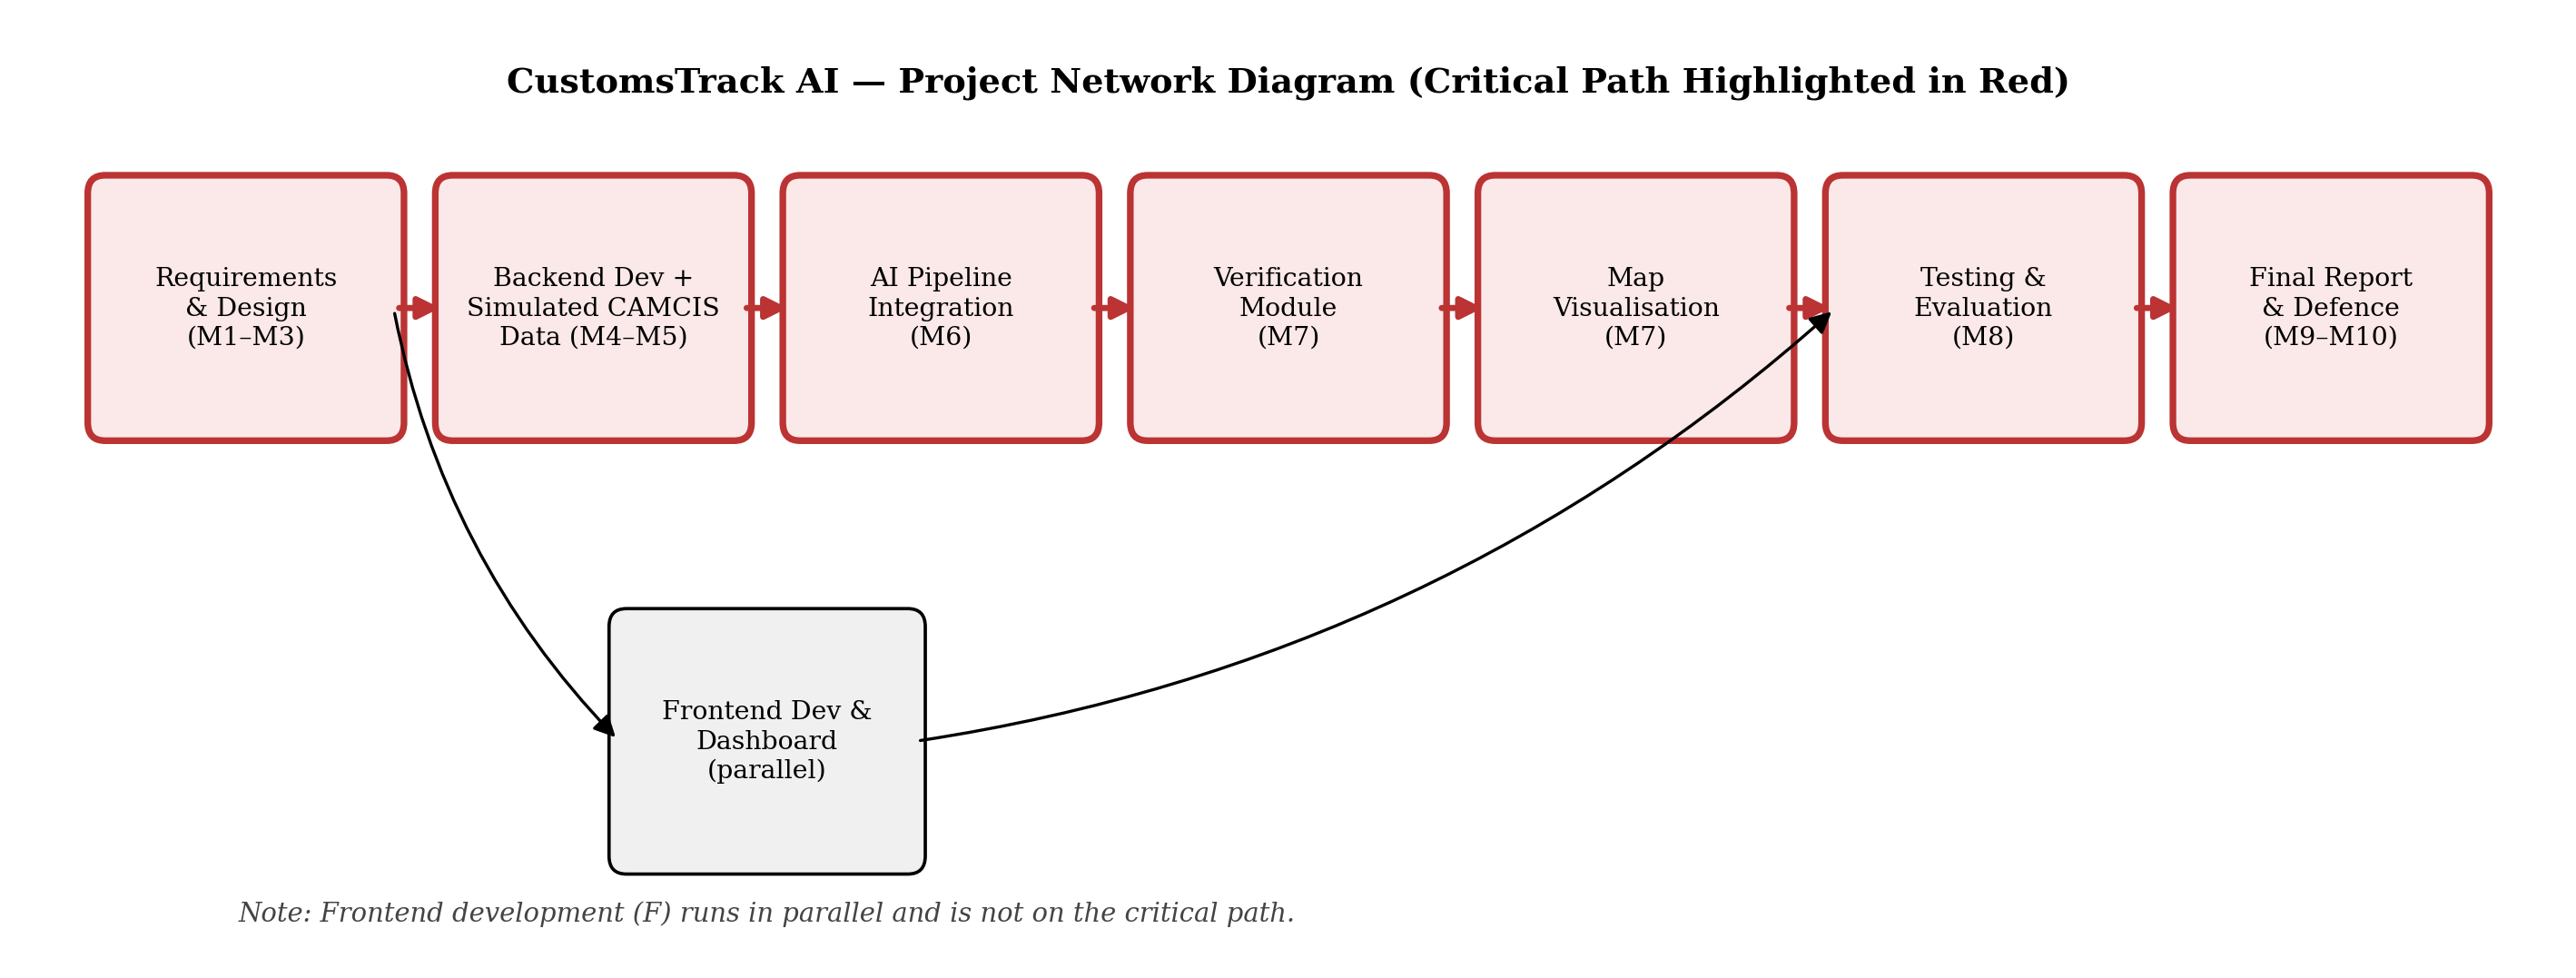 CustomsTrack AI — Project Network Diagram (Critical Path Highlighted in Red)
Requirements
& Design
(M1–M3)
Backend Dev +
Simulated CAMCIS
Data (M4–M5)
AI Pipeline
Integration
(M6)
Verification
Module
(M7)
Map
Visualisation
(M7)
Testing &
Evaluation
(M8)
Final Report
& Defence
(M9–M10)
Frontend Dev &
Dashboard
(parallel)
Note: Frontend development (F) runs in parallel and is not on the critical path.